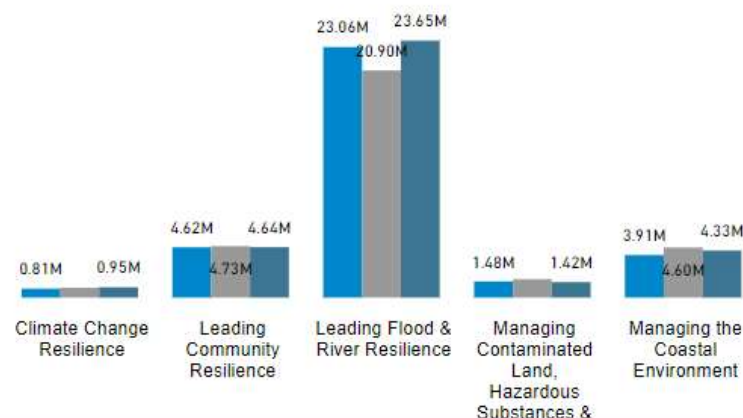 23.06M
23.65M
20.90M
4.62M
4.64M
4.73M
0.81M
0.95M
1.48M
1.42M
3.91M
4.33M
4.60M
Climate Change
Resilience
Leading
Community
Resilience
Leading Flood &
River Resilience
Managing
Contaminated
Land,
Hazardous
Substances &
Managing the
Coastal
Environment